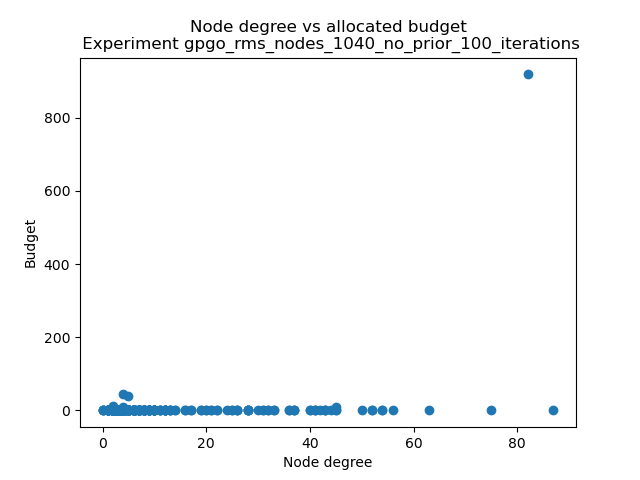 Node degree vs allocated budget
Experiment gpgo_rms_nodes_1040_no_prior_100_iterations
800
600
400
200
0
Budget
0 20 40 60 80
Node degree